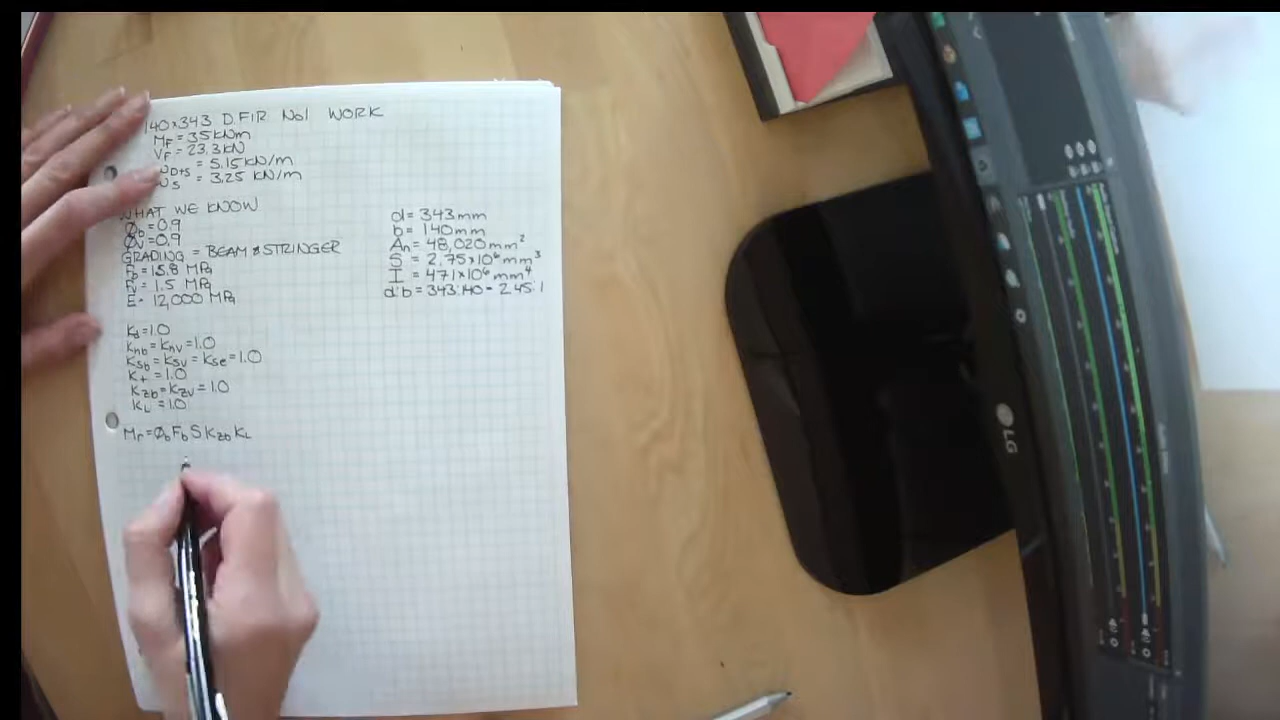 140x343 D.FIR No1 WORK
MF = 35kNm
VF = 23.3kN
ωD+S = 5.15kN/m
ωS = 3.25 kN/m
WHAT WE KNOW
Øb=0.9
Øv=0.9
GRADING = BEAM & STRINGER
Fb=15.8 MPa
Fv=1.5 MPa
E= 12,000 MPa
d= 343mm
b= 140mm
An= 48,020mm²
S = 2.75x10⁶mm³
I = 471x10⁶mm⁴
d:b = 343:140 = 2.45:1
Kd=1.0
KHb=KHv=1.0
KSb=KSv=KSE=1.0
KT=1.0
KZb=KZv=1.0
KL=1.0
Mr=ØbFbSKZbKL
LG